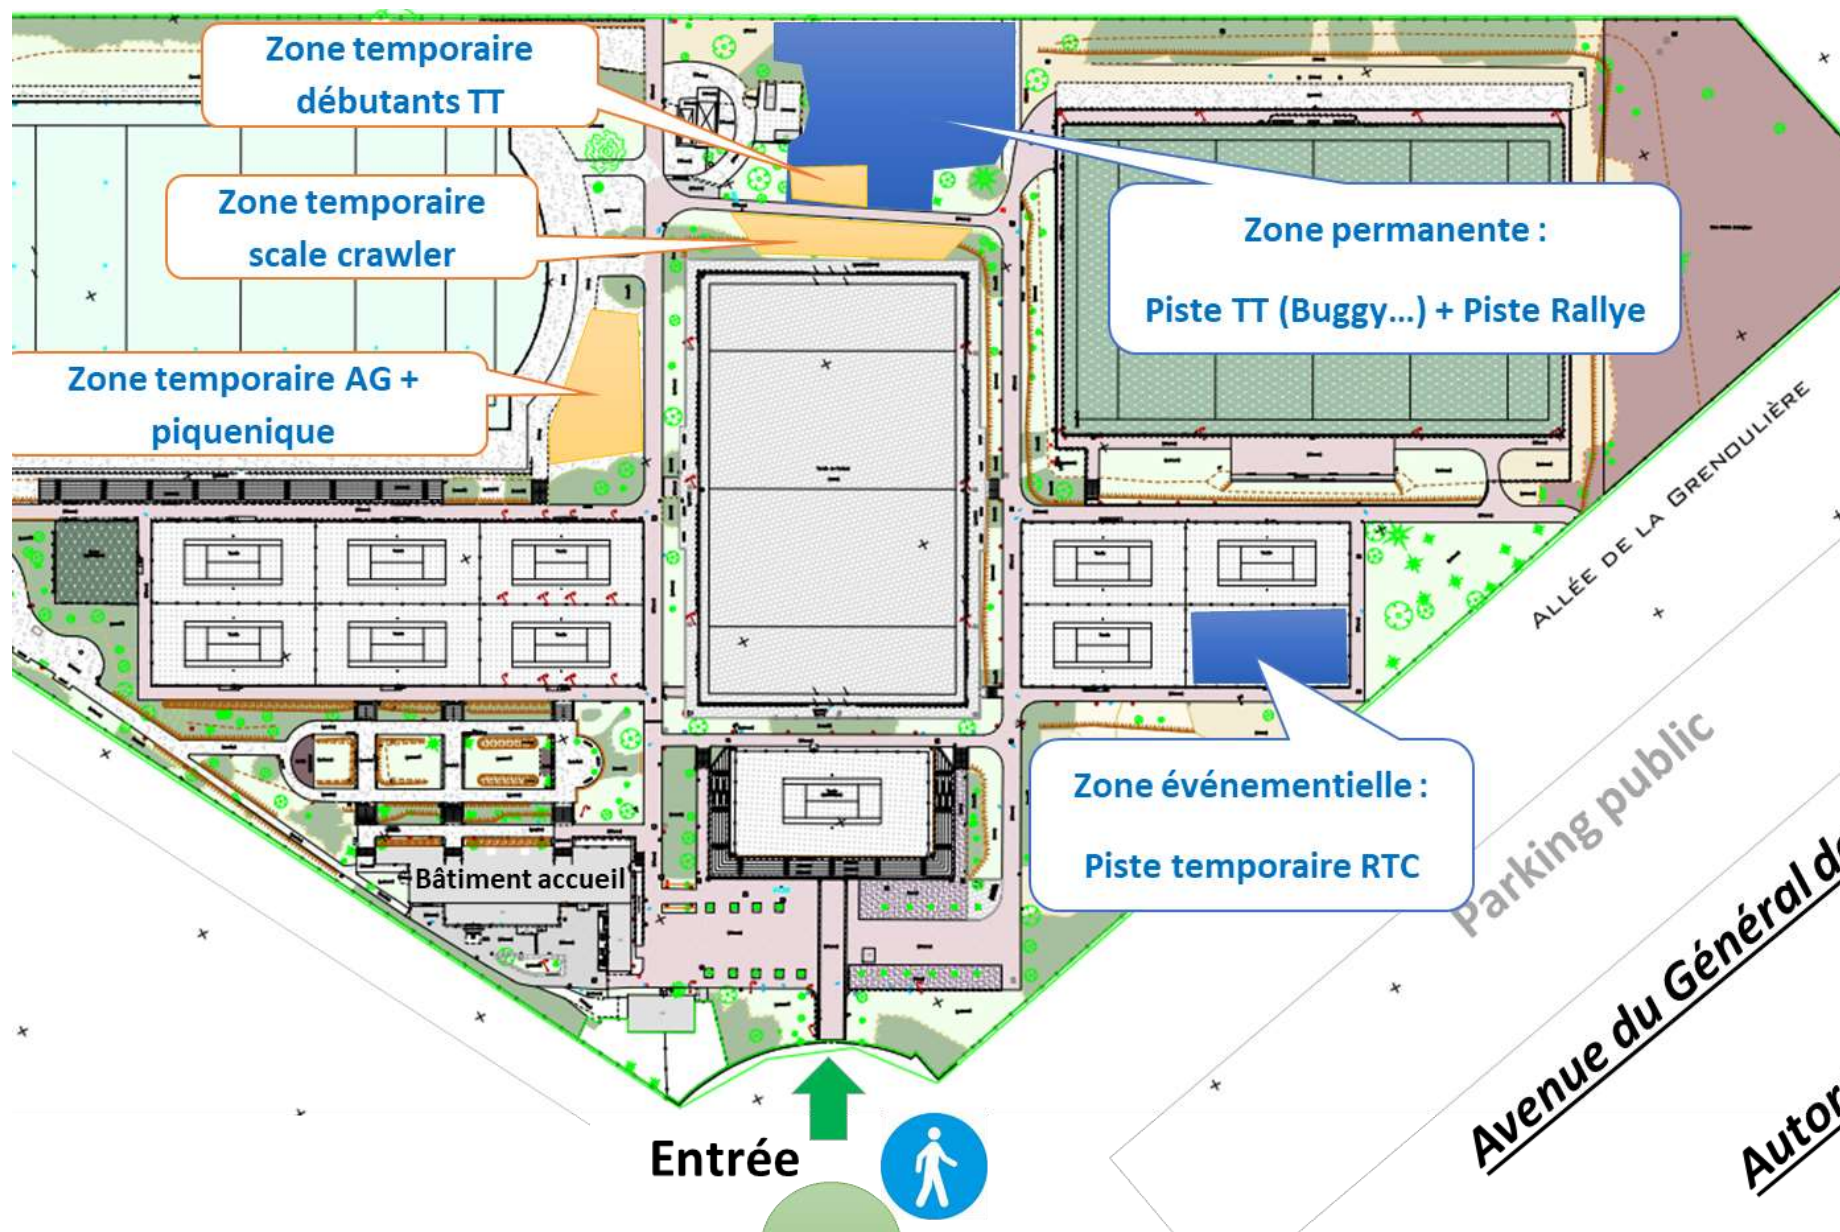 Zone temporaire
débutants TT
Zone temporaire
scale crawler
Zone permanente :
Piste TT (Buggy...) + Piste Rallye
Zone temporaire AG +
piquenique
ALLÉE DE LA GRENOULIÈRE
Zone événementielle :
Piste temporaire RTC
Parking public
Bâtiment accueil
Avenue du Général de
Autor
Entrée